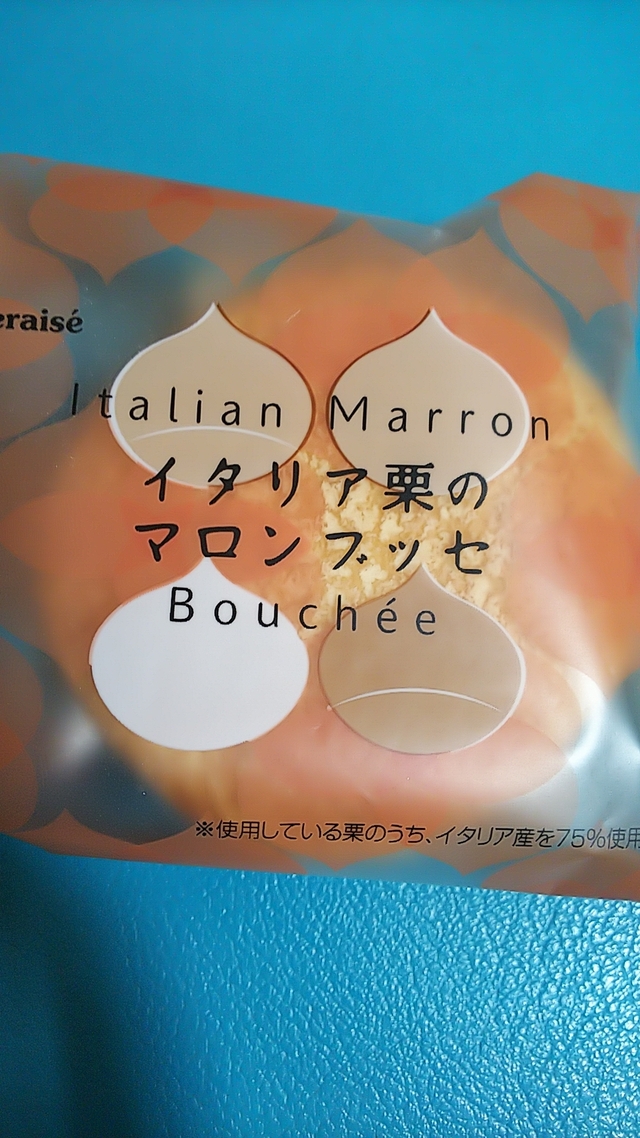 eraisé
Italian Marron
イタリア栗の
マロンブッセ
Bouchée
※使用している栗のうち、イタリア産を75%使用